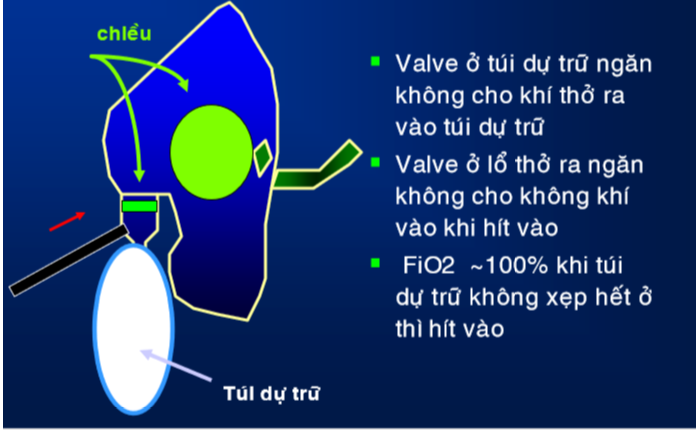 chiều
Valve ở túi dự trữ ngăn
không cho khí thở ra
vào túi dự trữ
Valve ở lổ thở ra ngăn
không cho không khí
vào khi hít vào
FiO2 ~100% khi túi
dự trữ không xẹp hết ở
thì hít vào
Túi dự trữ